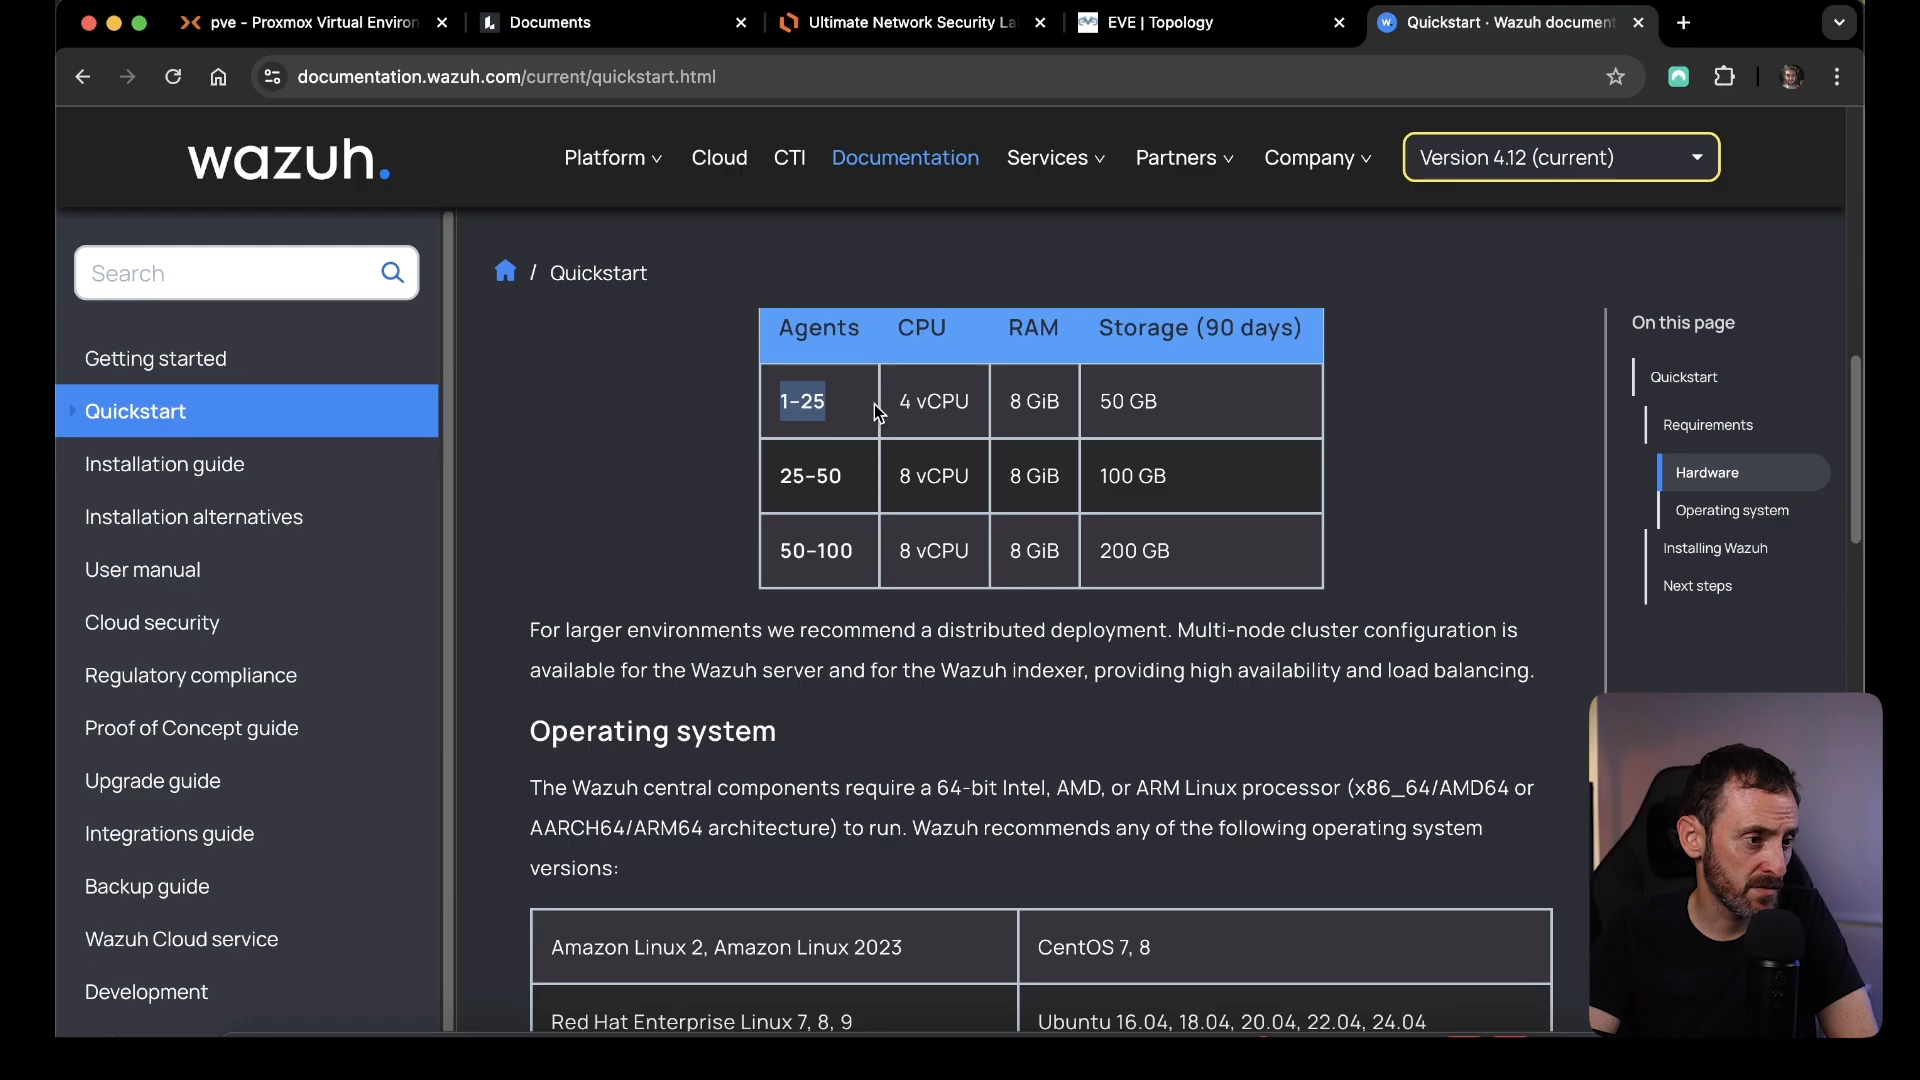 pve - Proxmox Virtual Environ
Documents
Ultimate Network Security La
EVE | Topology
Quickstart · Wazuh document
documentation.wazuh.com/current/quickstart.html
wazuh.
Platform
Cloud
CTI
Documentation
Services
Partners
Company
Version 4.12 (current)
Search
Getting started
Quickstart
Installation guide
Installation alternatives
User manual
Cloud security
Regulatory compliance
Proof of Concept guide
Upgrade guide
Integrations guide
Backup guide
Wazuh Cloud service
Development
/ Quickstart
Agents CPU RAM Storage (90 days)
1–25 4 vCPU 8 GiB 50 GB
25–50 8 vCPU 8 GiB 100 GB
50–100 8 vCPU 8 GiB 200 GB
For larger environments we recommend a distributed deployment. Multi-node cluster configuration is
available for the Wazuh server and for the Wazuh indexer, providing high availability and load balancing.
Operating system
The Wazuh central components require a 64-bit Intel, AMD, or ARM Linux processor (x86_64/AMD64 or
AARCH64/ARM64 architecture) to run. Wazuh recommends any of the following operating system
versions:
Amazon Linux 2, Amazon Linux 2023 CentOS 7, 8
Red Hat Enterprise Linux 7, 8, 9 Ubuntu 16.04, 18.04, 20.04, 22.04, 24.04
On this page
Quickstart
Requirements
Hardware
Operating system
Installing Wazuh
Next steps